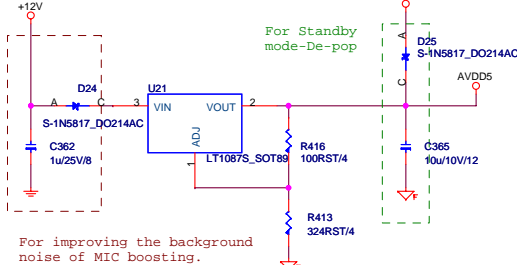 +12V
For Standby
mode-De-pop
A
D25
S-1N5817_DO214AC
C
AVDD5
D24
A
C
S-1N5817_DO214AC
U21
3
VIN
VOUT
2
ADJ
1
LT1087S_SOT89
C362
1u/25V/8
R416
100RST/4
C365
10u/10V/12
F
R413
324RST/4
For improving the background
noise of MIC boosting.